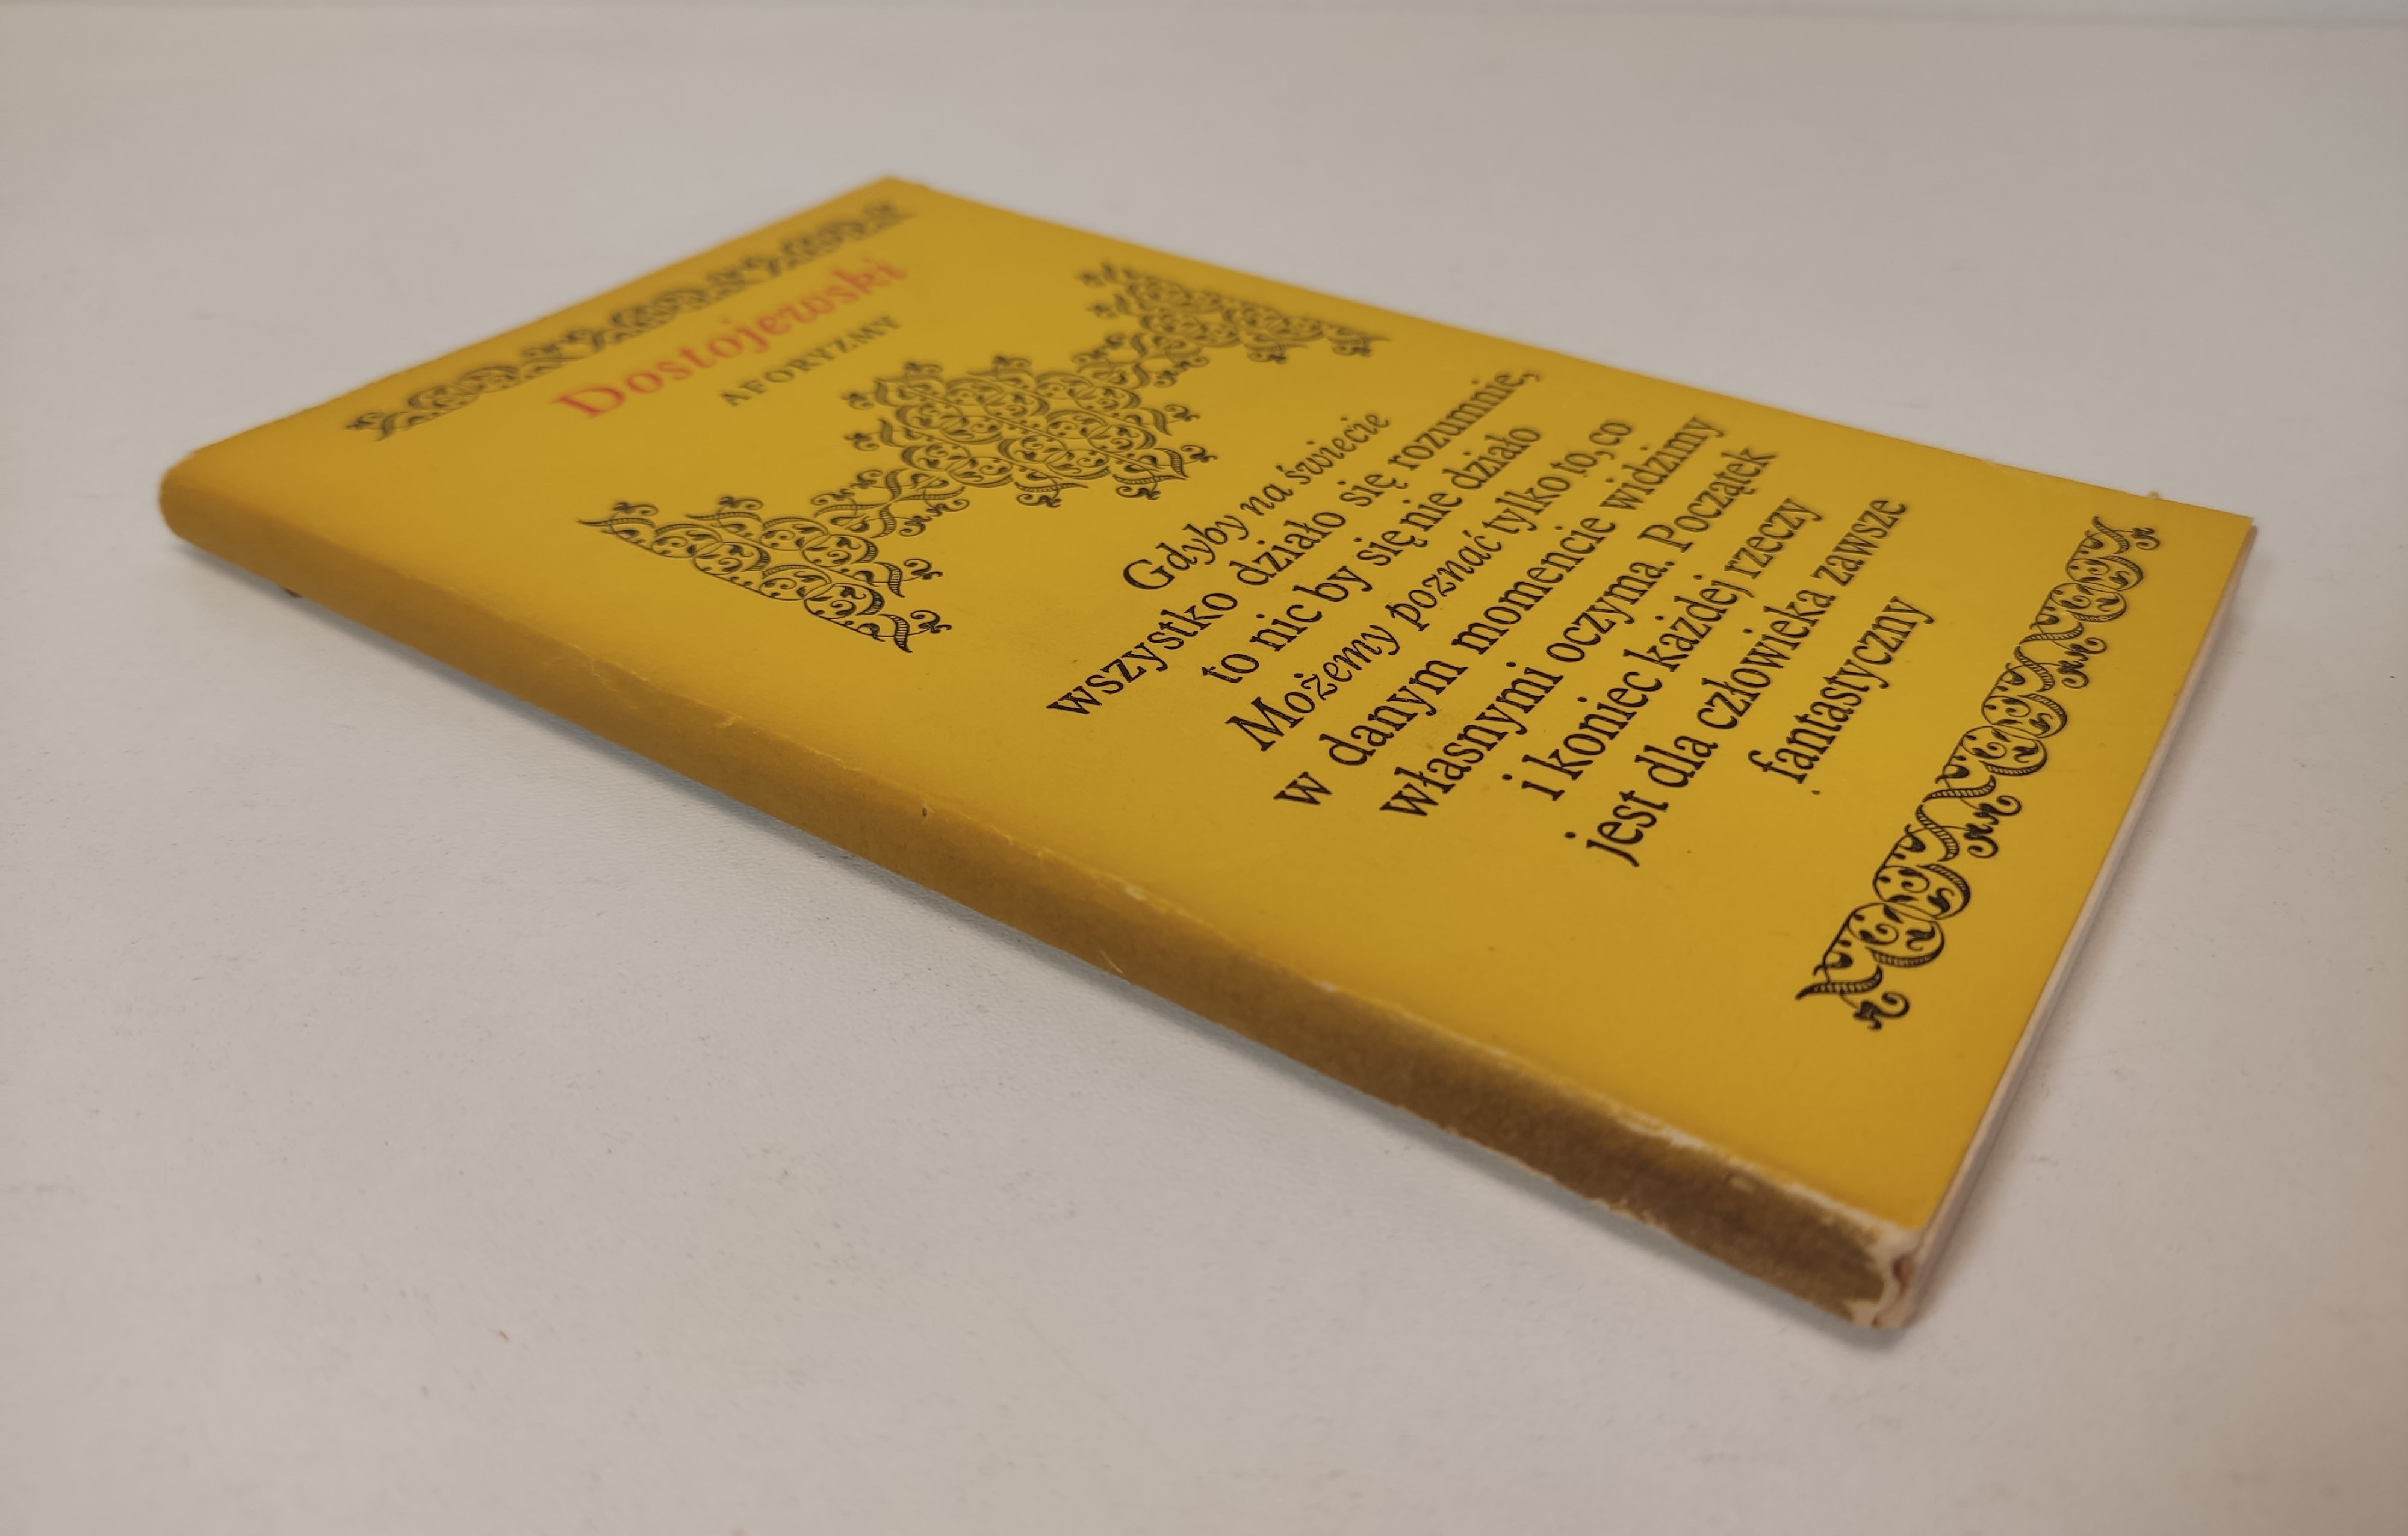 Dostojewski
AFORYZMY
Gdyby na świecie
wszystko działo się rozumnie,
to nic by się nie działo
Możemy poznać tylko to, co
w danym momencie widzimy
własnymi oczyma. Początek
i koniec każdej rzeczy
jest dla człowieka zawsze
fantastyczny